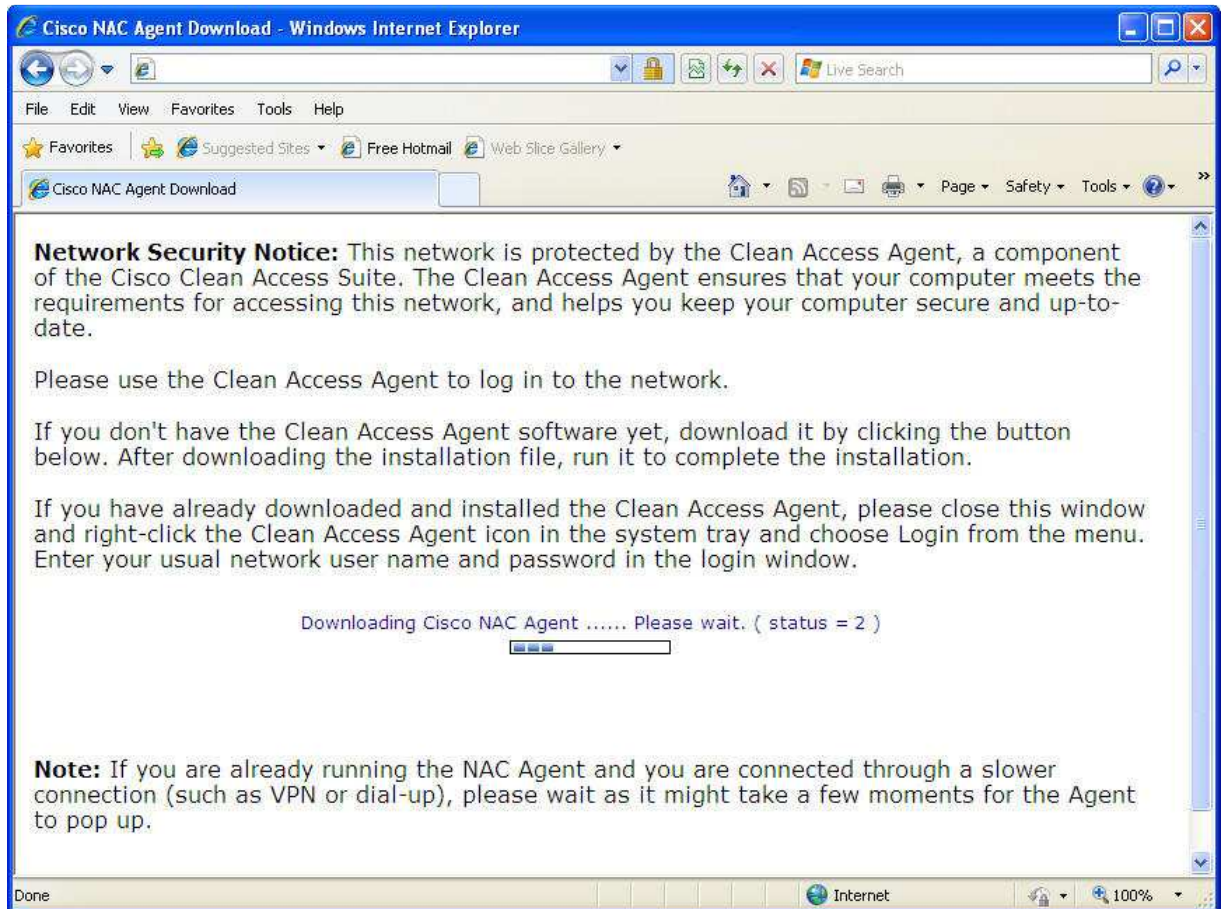 Cisco NAC Agent Download - Windows Internet Explorer
Live Search
File Edit View Favorites Tools Help
Favorites Suggested Sites Free Hotmail Web Slice Gallery
Cisco NAC Agent Download Page Safety Tools »
Network Security Notice: This network is protected by the Clean Access Agent, a component
of the Cisco Clean Access Suite. The Clean Access Agent ensures that your computer meets the
requirements for accessing this network, and helps you keep your computer secure and up-to-
date.
Please use the Clean Access Agent to log in to the network.
If you don't have the Clean Access Agent software yet, download it by clicking the button
below. After downloading the installation file, run it to complete the installation.
If you have already downloaded and installed the Clean Access Agent, please close this window
and right-click the Clean Access Agent icon in the system tray and choose Login from the menu.
Enter your usual network user name and password in the login window.
Downloading Cisco NAC Agent ...... Please wait. ( status = 2 )
Note: If you are already running the NAC Agent and you are connected through a slower
connection (such as VPN or dial-up), please wait as it might take a few moments for the Agent
to pop up.
Done Internet 100%